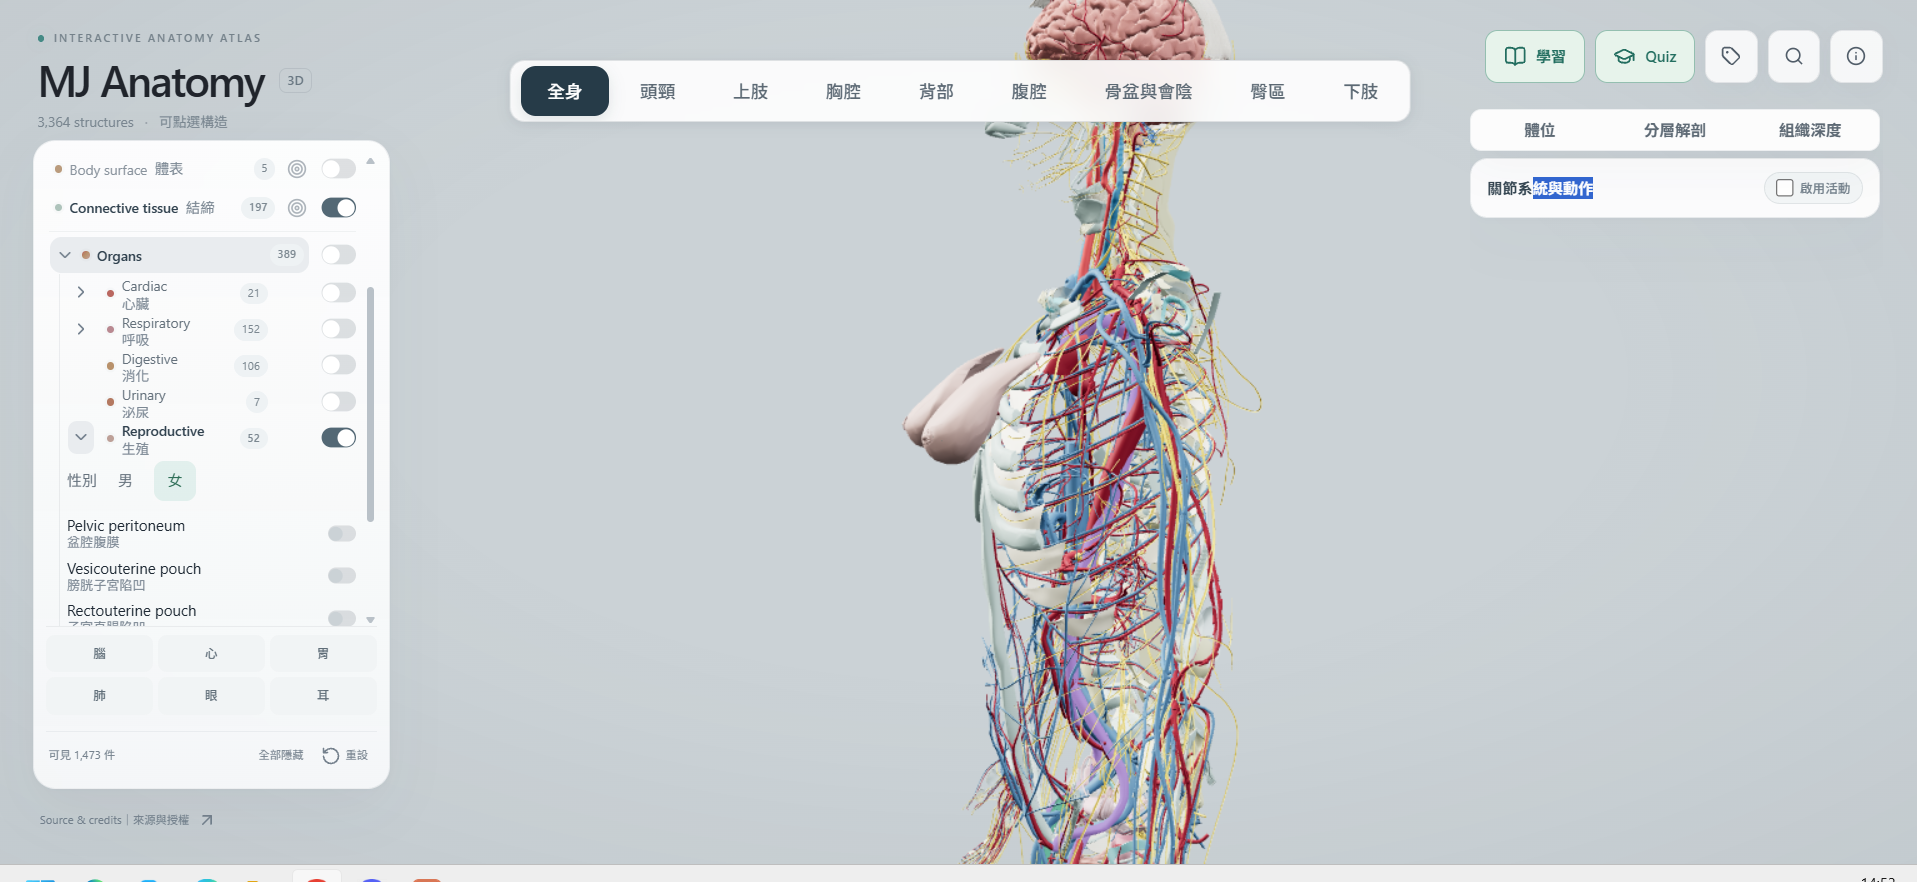 INTERACTIVE ANATOMY ATLAS
MJ Anatomy 3D
3,364 structures · 可點選構造
全身 頭頸 上肢 胸腔 背部 腹腔 骨盆與會陰 臀區 下肢
學習 Quiz
體位 分層解剖 組織深度
關節系統與動作 啟用活動
Body surface 體表 5
Connective tissue 結締 197
Organs 389
Cardiac 21
心臟
Respiratory 152
呼吸
Digestive 106
消化
Urinary 7
泌尿
Reproductive 52
生殖
性別 男 女
Pelvic peritoneum
盆腔腹膜
Vesicouterine pouch
膀胱子宮陷凹
Rectouterine pouch
腦 心 胃
肺 眼 耳
可見 1,473 件 全部隱藏 重設
Source & credits | 來源與授權